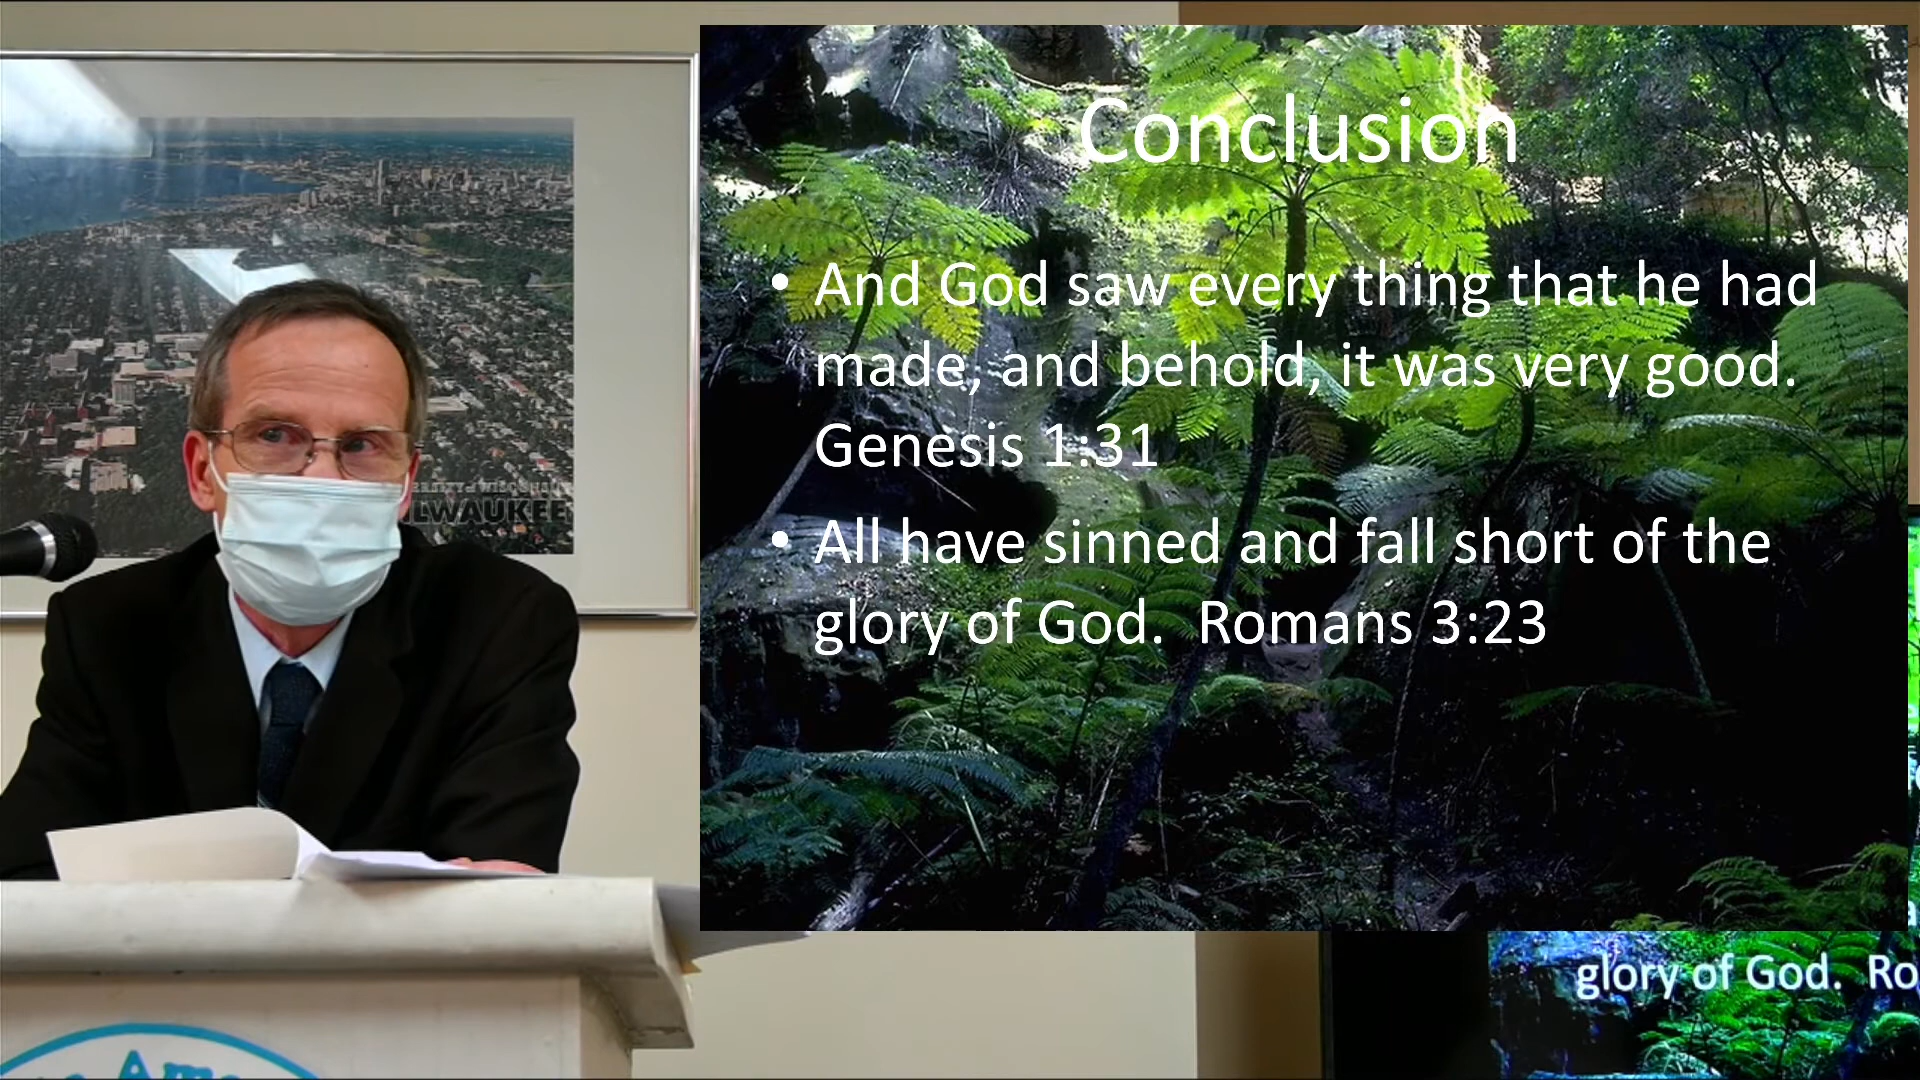 Conclusion
• And God saw every thing that he had
made, and behold, it was very good.
Genesis 1:31
• All have sinned and fall short of the
glory of God.  Romans 3:23
glory of God.  Ro